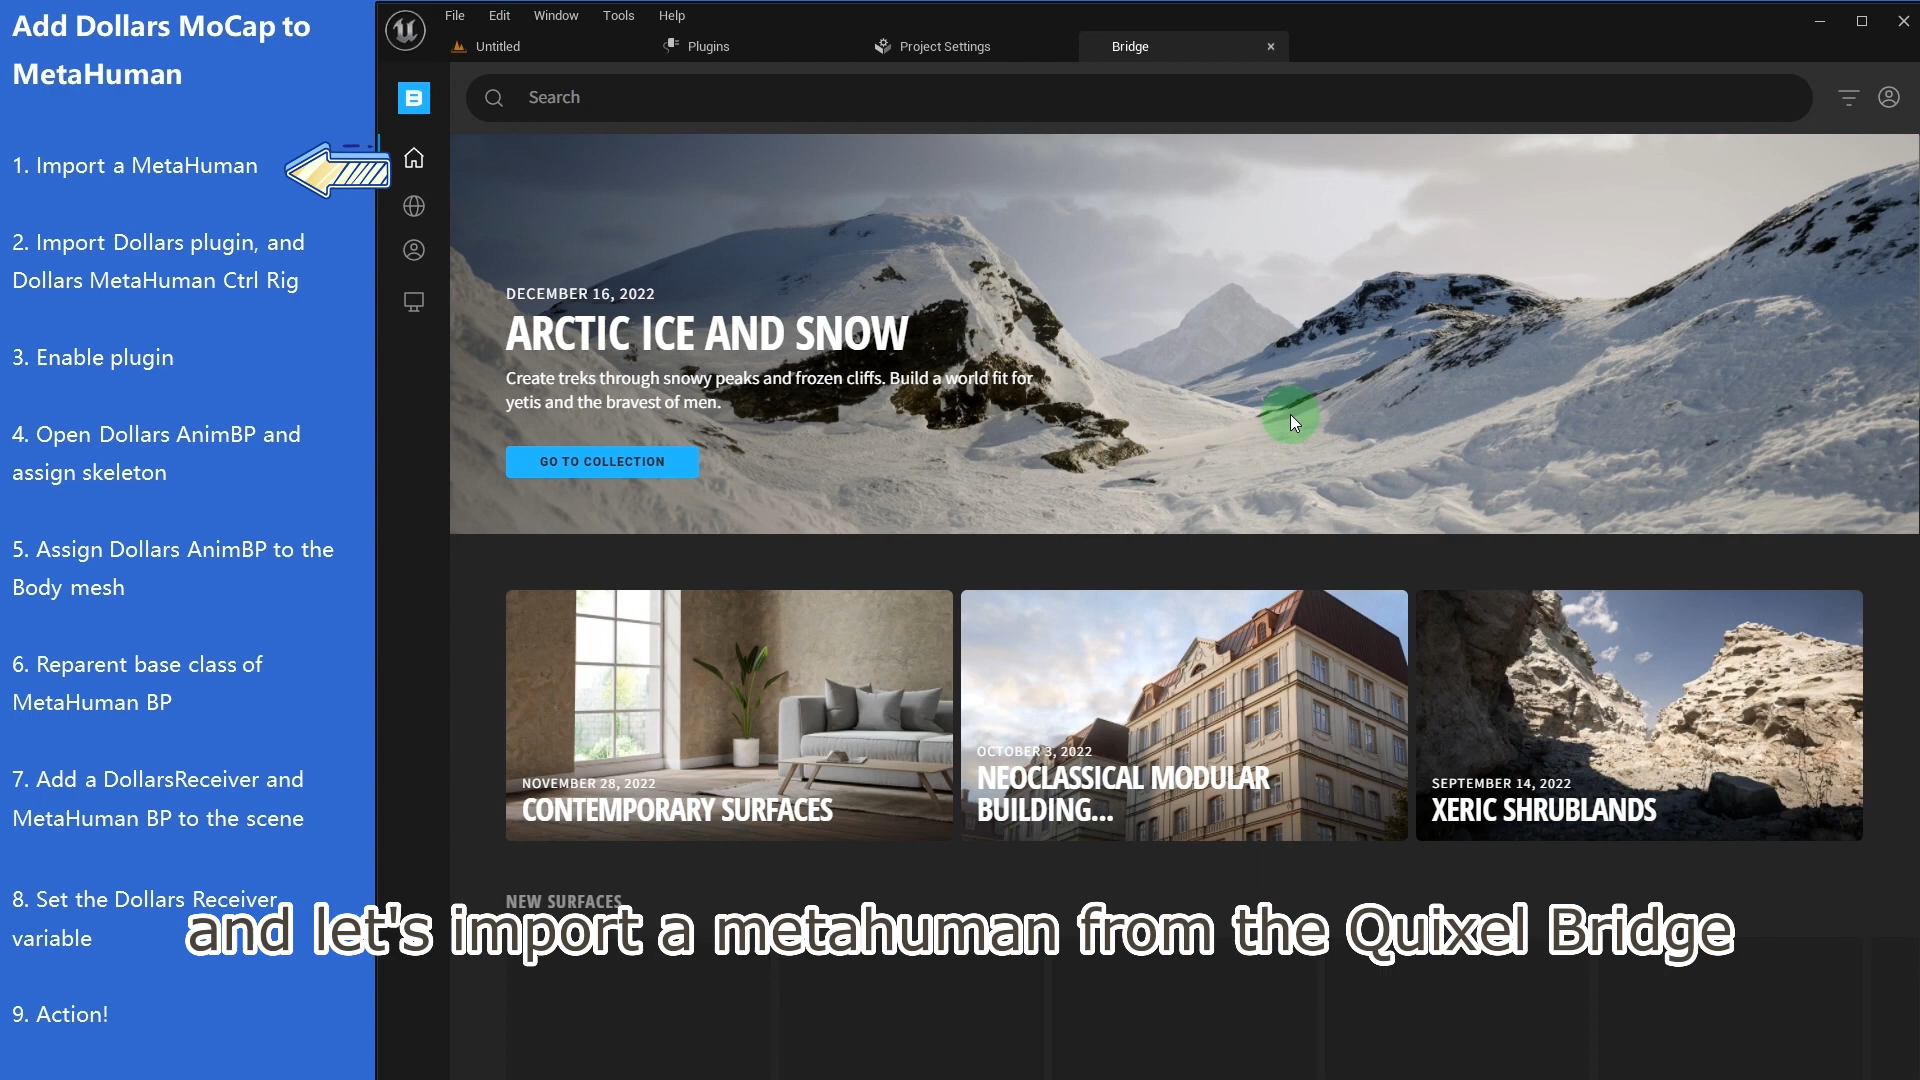 Add Dollars MoCap to
MetaHuman
1. Import a MetaHuman
2. Import Dollars plugin, and
Dollars MetaHuman Ctrl Rig
3. Enable plugin
4. Open Dollars AnimBP and
assign skeleton
5. Assign Dollars AnimBP to the
Body mesh
6. Reparent base class of
MetaHuman BP
7. Add a DollarsReceiver and
MetaHuman BP to the scene
8. Set the Dollars Receiver
variable
9. Action!
File Edit Window Tools Help
Untitled Plugins Project Settings Bridge
Search
DECEMBER 16, 2022
ARCTIC ICE AND SNOW
Create treks through snowy peaks and frozen cliffs. Build a world fit for
yetis and the bravest of men.
GO TO COLLECTION
NOVEMBER 28, 2022
CONTEMPORARY SURFACES
OCTOBER 3, 2022
NEOCLASSICAL MODULAR
BUILDING...
SEPTEMBER 14, 2022
XERIC SHRUBLANDS
NEW SURFACES
and let's import a metahuman from the Quixel Bridge